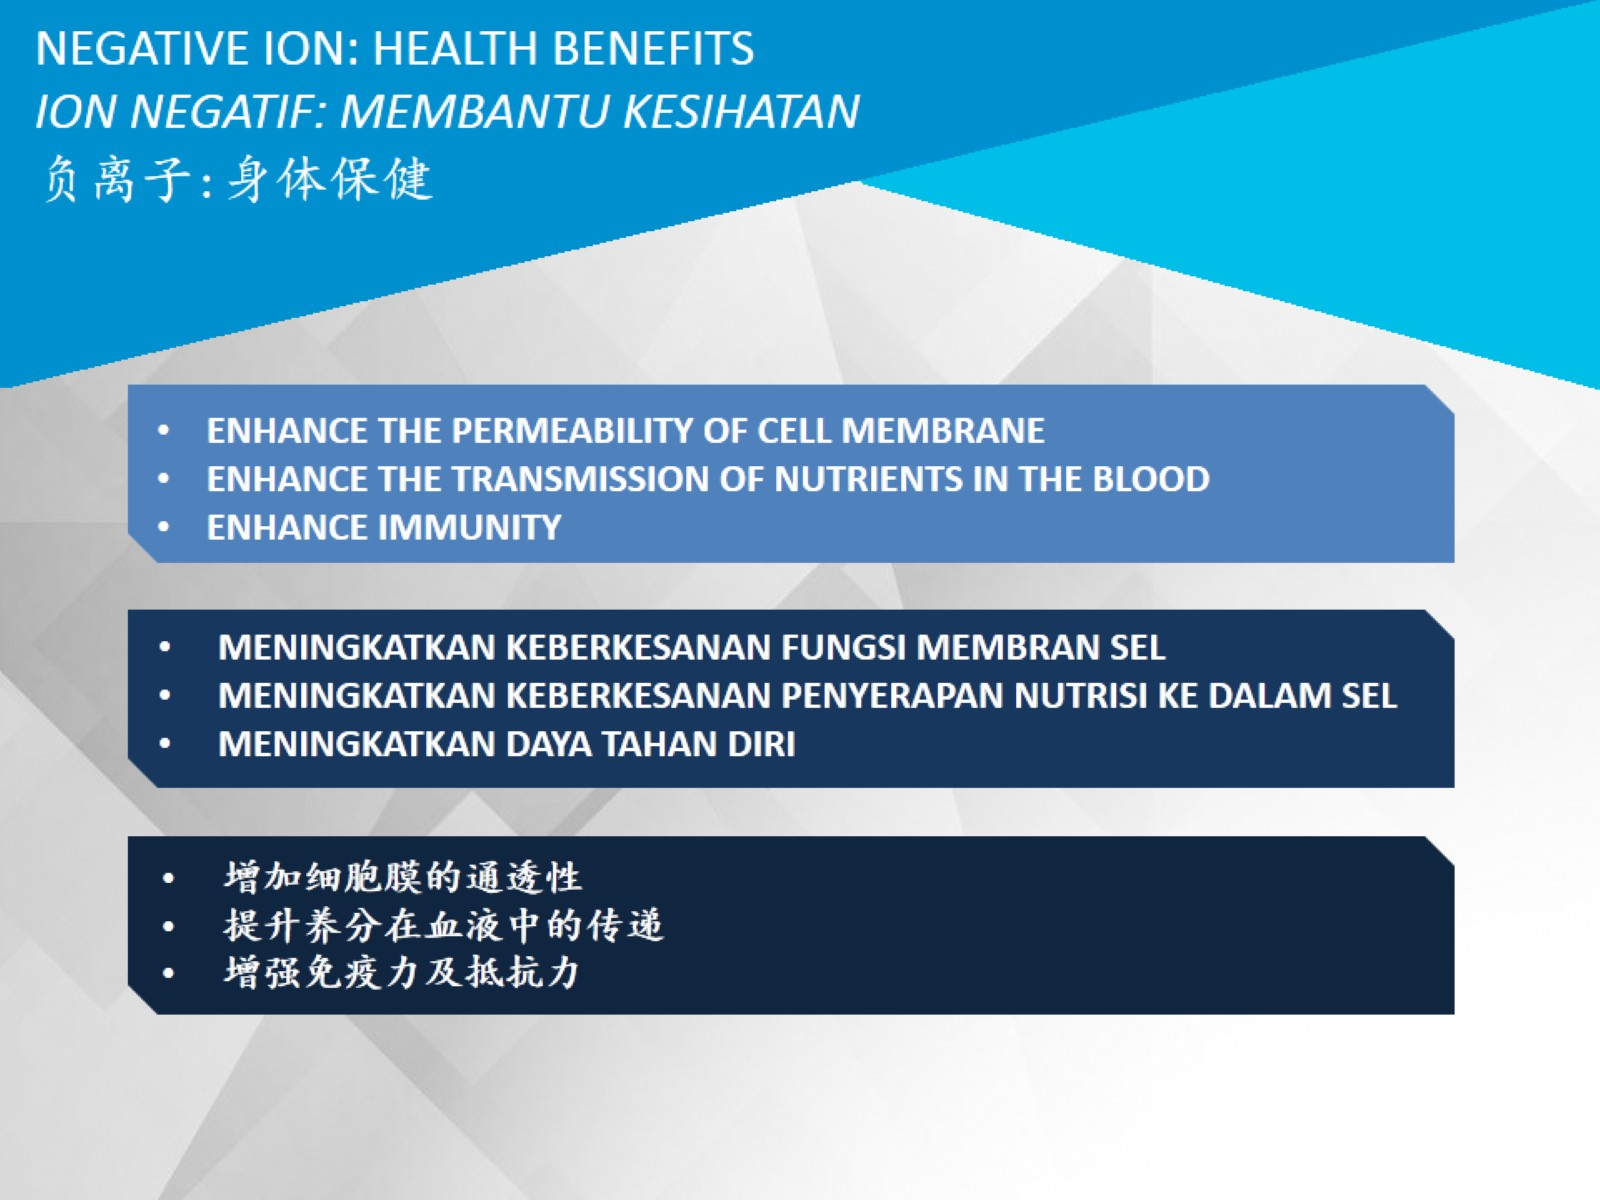 NEGATIVE ION: HEALTH BENEFITS
ION NEGATIF: MEMBANTU KESIHATAN
负离子:身体保健
• ENHANCE THE PERMEABILITY OF CELL MEMBRANE
• ENHANCE THE TRANSMISSION OF NUTRIENTS IN THE BLOOD
• ENHANCE IMMUNITY
• MENINGKATKAN KEBERKESANAN FUNGSI MEMBRAN SEL
• MENINGKATKAN KEBERKESANAN PENYERAPAN NUTRISI KE DALAM SEL
• MENINGKATKAN DAYA TAHAN DIRI
• 增加细胞膜的通透性
• 提升养分在血液中的传递
• 增强免疫力及抵抗力